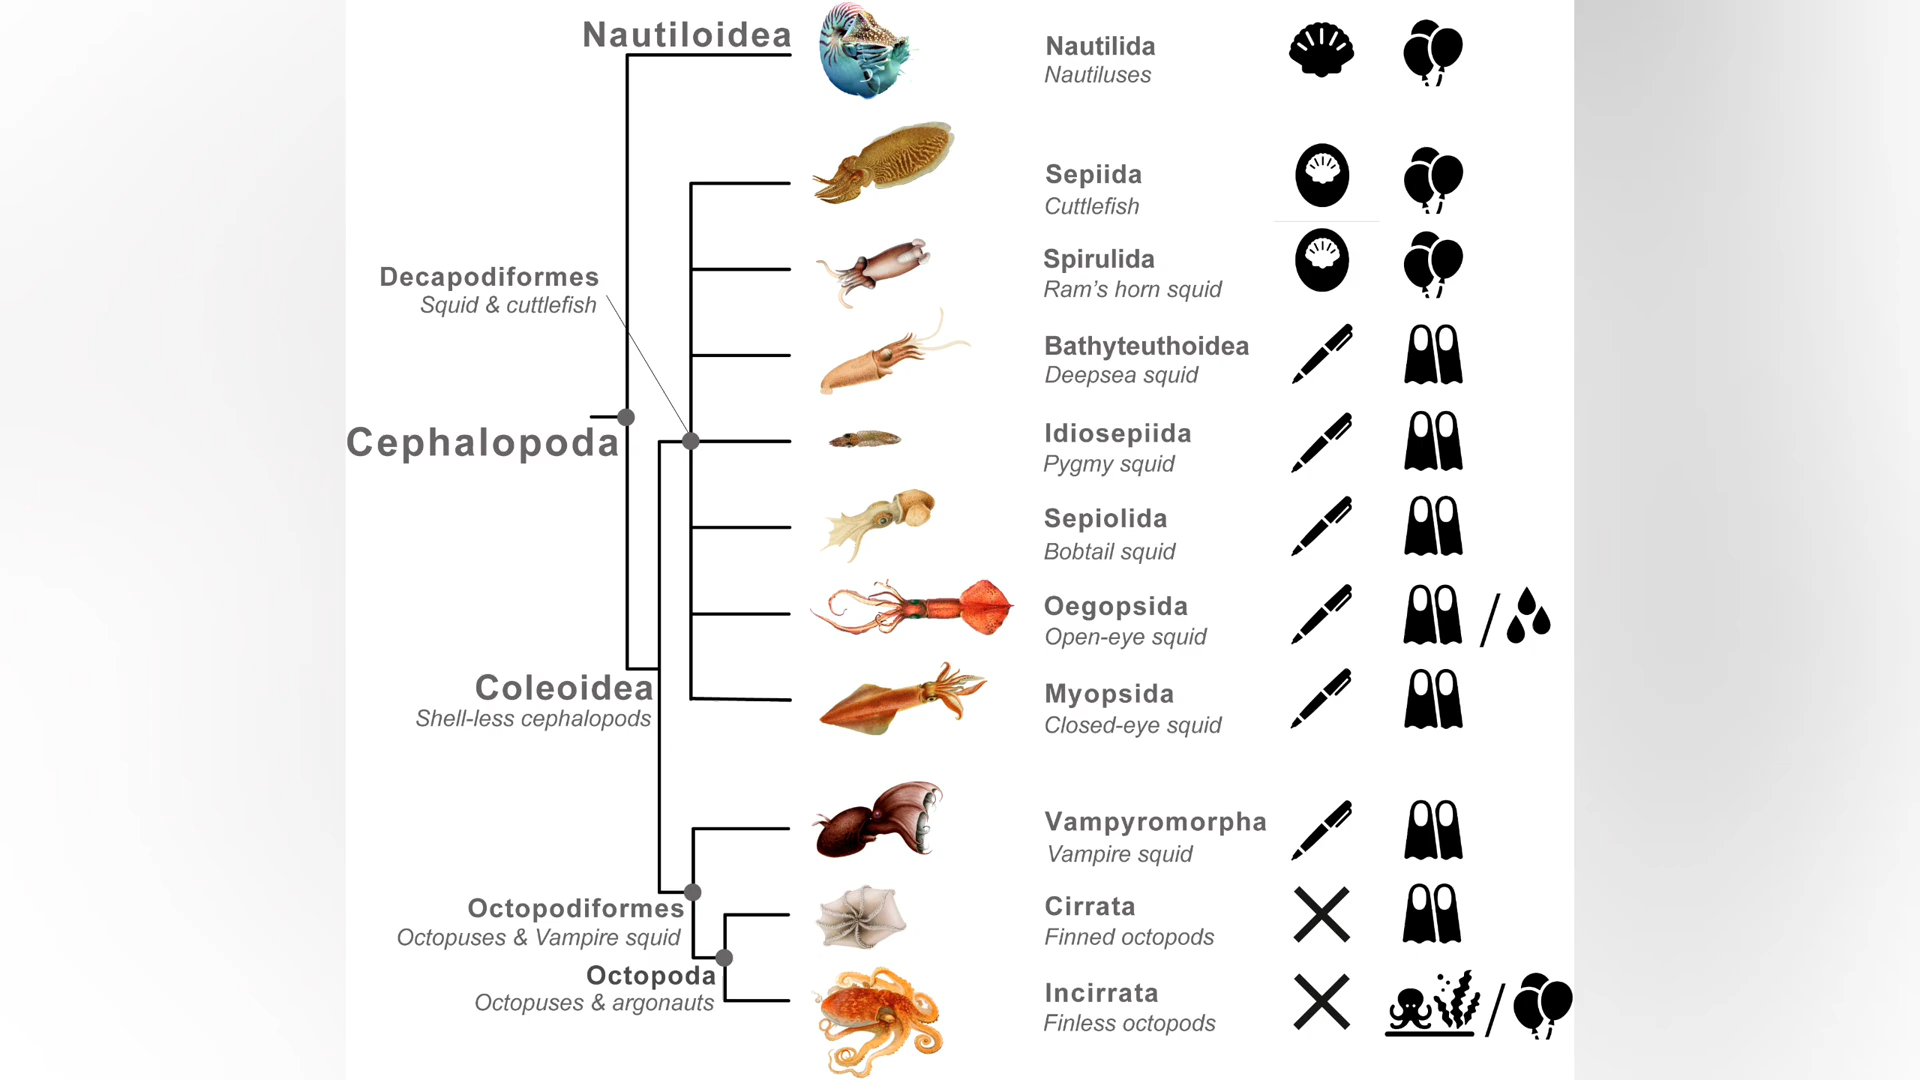 Nautiloidea
Nautilida
Nautiluses
Sepiida
Cuttlefish
Decapodiformes
Squid & cuttlefish
Spirulida
Ram's horn squid
Bathyteuthoidea
Deepsea squid
Cephalopoda
Idiosepiida
Pygmy squid
Sepiolida
Bobtail squid
Oegopsida
Open-eye squid
Coleoidea
Shell-less cephalopods
Myopsida
Closed-eye squid
Vampyromorpha
Vampire squid
Octopodiformes
Octopuses & Vampire squid
Cirrata
Finned octopods
Octopoda
Octopuses & argonauts
Incirrata
Finless octopods